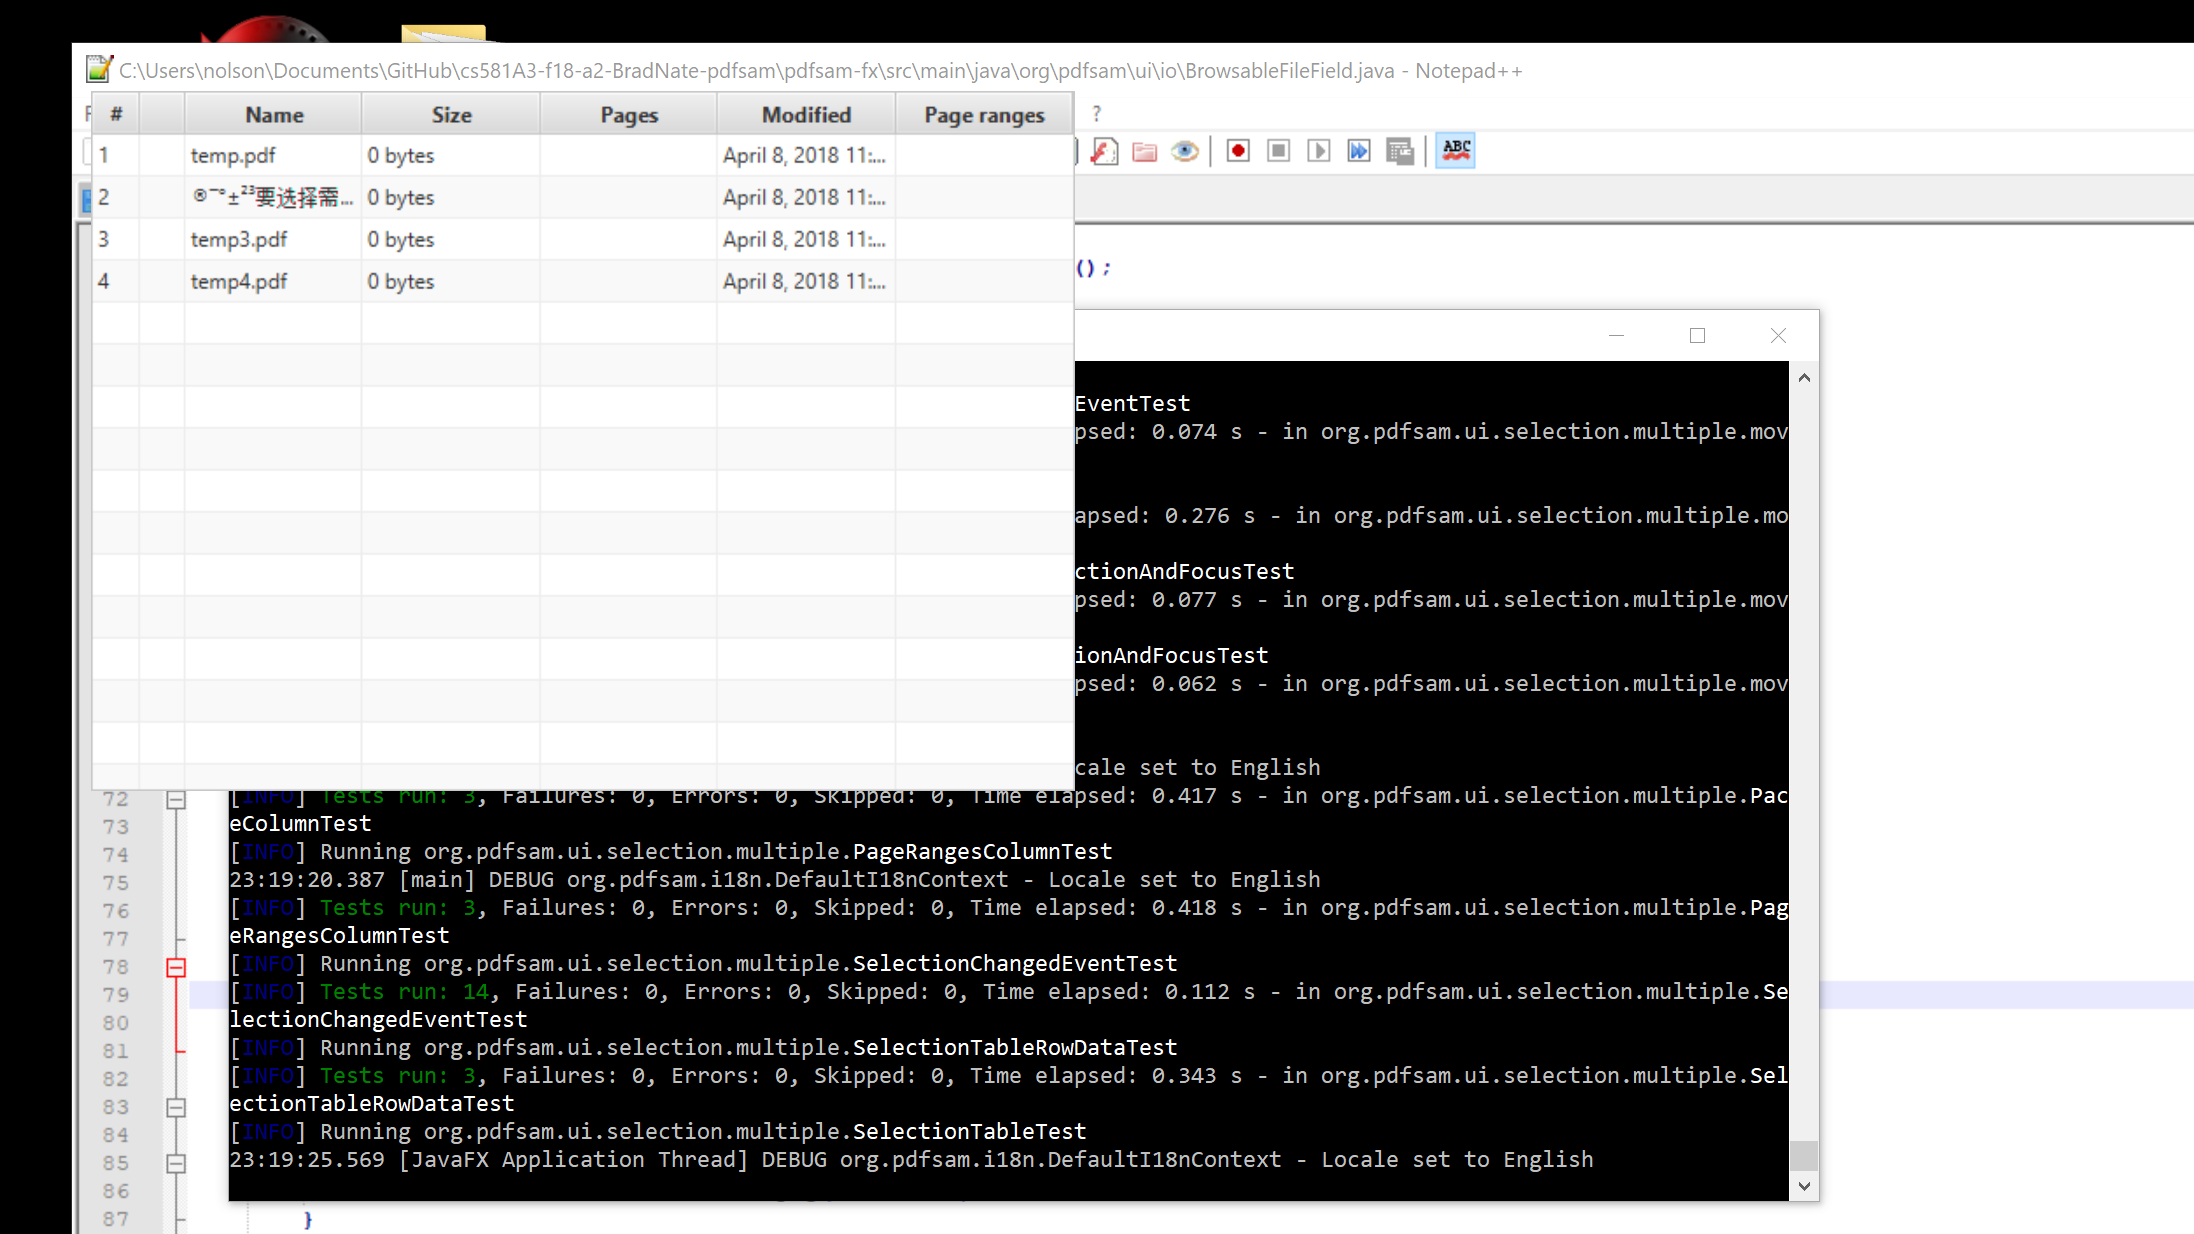 C:\Users\nolson\Documents\GitHub\cs581A3-f18-a2-BradNate-pdfsam\pdfsam-fx\src\main\java\org\pdfsam\ui\io\BrowsableFileField.java - Notepad++
# Name Size Pages Modified Page ranges ?
1 temp.pdf 0 bytes April 8, 2018 11:...
ABC
2 ®¯°±²³要选择需... 0 bytes April 8, 2018 11:...
3 temp3.pdf 0 bytes April 8, 2018 11:...
4 temp4.pdf 0 bytes April 8, 2018 11:...
();
EventTest
psed: 0.074 s - in org.pdfsam.ui.selection.multiple.mov
apsed: 0.276 s - in org.pdfsam.ui.selection.multiple.mo
ctionAndFocusTest
psed: 0.077 s - in org.pdfsam.ui.selection.multiple.mov
ionAndFocusTest
psed: 0.062 s - in org.pdfsam.ui.selection.multiple.mov
cale set to English
72 [INFO] Tests run: 3, Failures: 0, Errors: 0, Skipped: 0, Time elapsed: 0.417 s - in org.pdfsam.ui.selection.multiple.Pac
73 eColumnTest
74 [INFO] Running org.pdfsam.ui.selection.multiple.PageRangesColumnTest
75 23:19:20.387 [main] DEBUG org.pdfsam.i18n.DefaultI18nContext - Locale set to English
76 [INFO] Tests run: 3, Failures: 0, Errors: 0, Skipped: 0, Time elapsed: 0.418 s - in org.pdfsam.ui.selection.multiple.Pag
77 eRangesColumnTest
78 [INFO] Running org.pdfsam.ui.selection.multiple.SelectionChangedEventTest
79 [INFO] Tests run: 14, Failures: 0, Errors: 0, Skipped: 0, Time elapsed: 0.112 s - in org.pdfsam.ui.selection.multiple.Se
80 lectionChangedEventTest
81 [INFO] Running org.pdfsam.ui.selection.multiple.SelectionTableRowDataTest
82 [INFO] Tests run: 3, Failures: 0, Errors: 0, Skipped: 0, Time elapsed: 0.343 s - in org.pdfsam.ui.selection.multiple.Sel
83 ectionTableRowDataTest
84 [INFO] Running org.pdfsam.ui.selection.multiple.SelectionTableTest
85 23:19:25.569 [JavaFX Application Thread] DEBUG org.pdfsam.i18n.DefaultI18nContext - Locale set to English
86
87 }